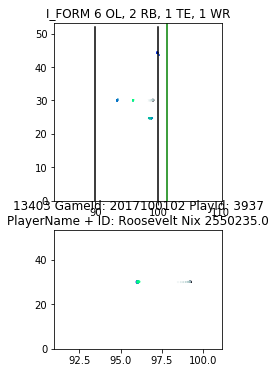 I_FORM 6 OL, 2 RB, 1 TE, 1 WR
50
40
30
20
10
0
90 100 110
13403 GameId: 2017100102 PlayId: 3937
PlayerName + ID: Roosevelt Nix 2550235.0
40
20
0
92.5 95.0 97.5 100.0